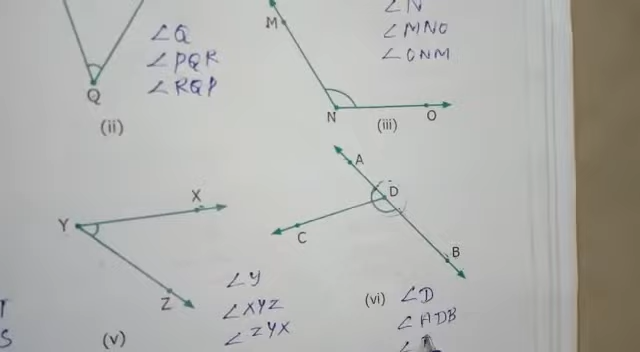 ∠Q
∠PQR
∠RQP
Q
(ii)
∠N
∠MNO
∠ONM
M
N
O
(iii)
Y
X
Z
(v)
∠Y
∠XYZ
∠ZYX
A
D
C
B
(vi)
∠D
∠ADB
∠
S